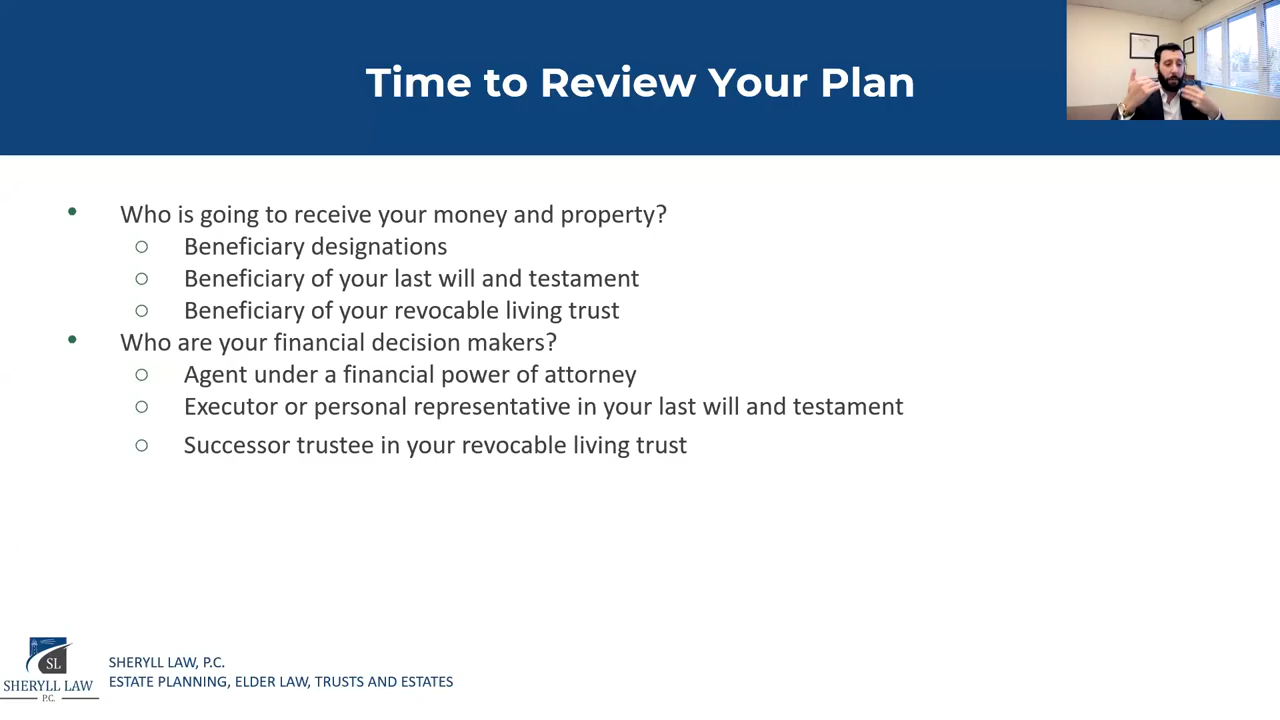 Time to Review Your Plan
• Who is going to receive your money and property?
○ Beneficiary designations
○ Beneficiary of your last will and testament
○ Beneficiary of your revocable living trust
• Who are your financial decision makers?
○ Agent under a financial power of attorney
○ Executor or personal representative in your last will and testament
○ Successor trustee in your revocable living trust
SL
SHERYLL LAW
P.C.
SHERYLL LAW, P.C.
ESTATE PLANNING, ELDER LAW, TRUSTS AND ESTATES